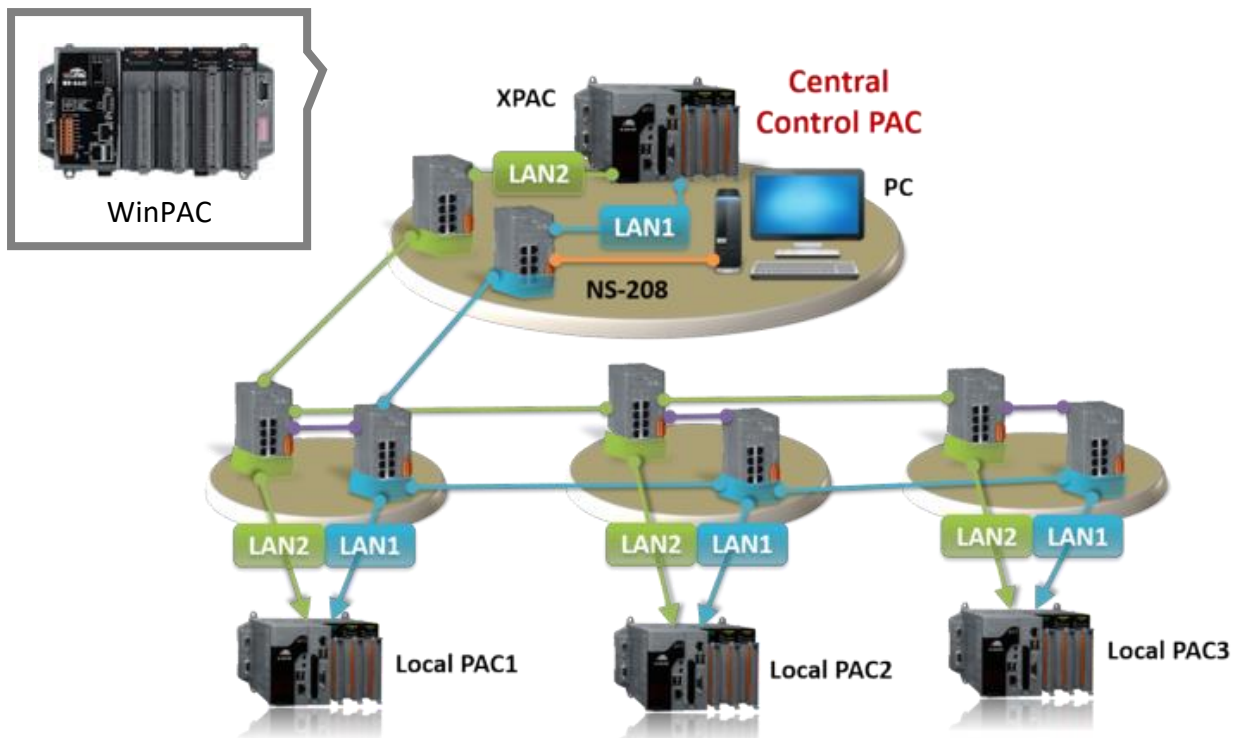 WinPAC
XPAC
Central
Control PAC
LAN2
PC
LAN1
NS-208
LAN2
LAN1
LAN2
LAN1
LAN2
LAN1
Local PAC1
Local PAC2
Local PAC3